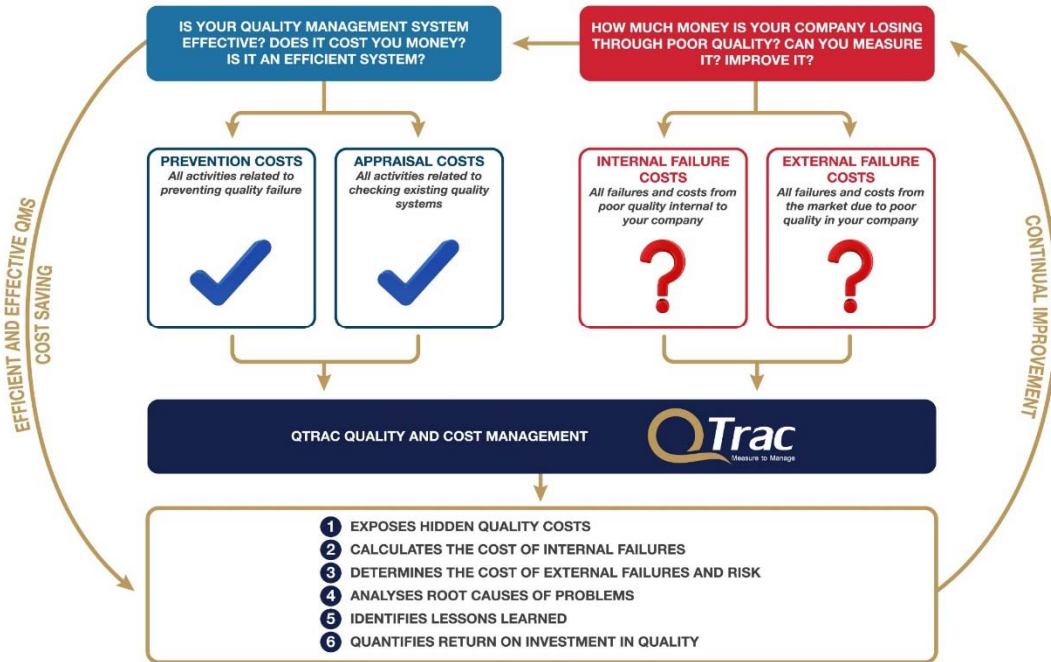 IS YOUR QUALITY MANAGEMENT SYSTEM
EFFECTIVE? DOES IT COST YOU MONEY?
IS IT AN EFFICIENT SYSTEM?
HOW MUCH MONEY IS YOUR COMPANY LOSING
THROUGH POOR QUALITY? CAN YOU MEASURE
IT? IMPROVE IT?
PREVENTION COSTS
All activities related to
preventing quality failure
APPRAISAL COSTS
All activities related to
checking existing quality
systems
INTERNAL FAILURE
COSTS
All failures and costs from
poor quality internal to
your company
?
EXTERNAL FAILURE
COSTS
All failures and costs from
the market due to poor
quality in your company
?
EFFICIENT AND EFFECTIVE QMS
COST SAVING
CONTINUAL IMPROVEMENT
QTRAC QUALITY AND COST MANAGEMENT
QTrac
Measure to Manage
1 EXPOSES HIDDEN QUALITY COSTS
2 CALCULATES THE COST OF INTERNAL FAILURES
3 DETERMINES THE COST OF EXTERNAL FAILURES AND RISK
4 ANALYSES ROOT CAUSES OF PROBLEMS
5 IDENTIFIES LESSONS LEARNED
6 QUANTIFIES RETURN ON INVESTMENT IN QUALITY